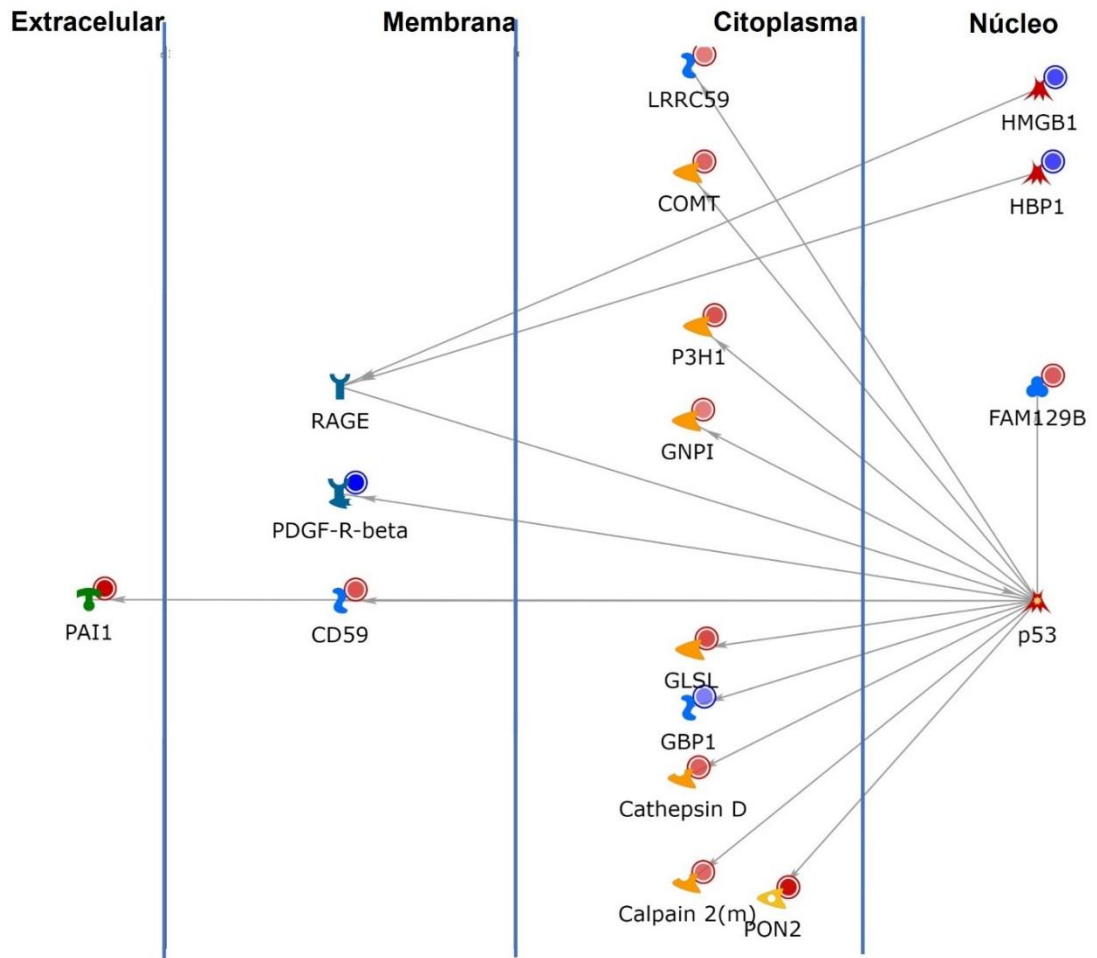 Extracelular Membrana Citoplasma Núcleo
LRRC59
HMGB1
COMT
HBP1
P3H1
RAGE
FAM129B
GNPI
PDGF-R-beta
PAI1
CD59
p53
GLSL
GBP1
Cathepsin D
Calpain 2(m)
PON2